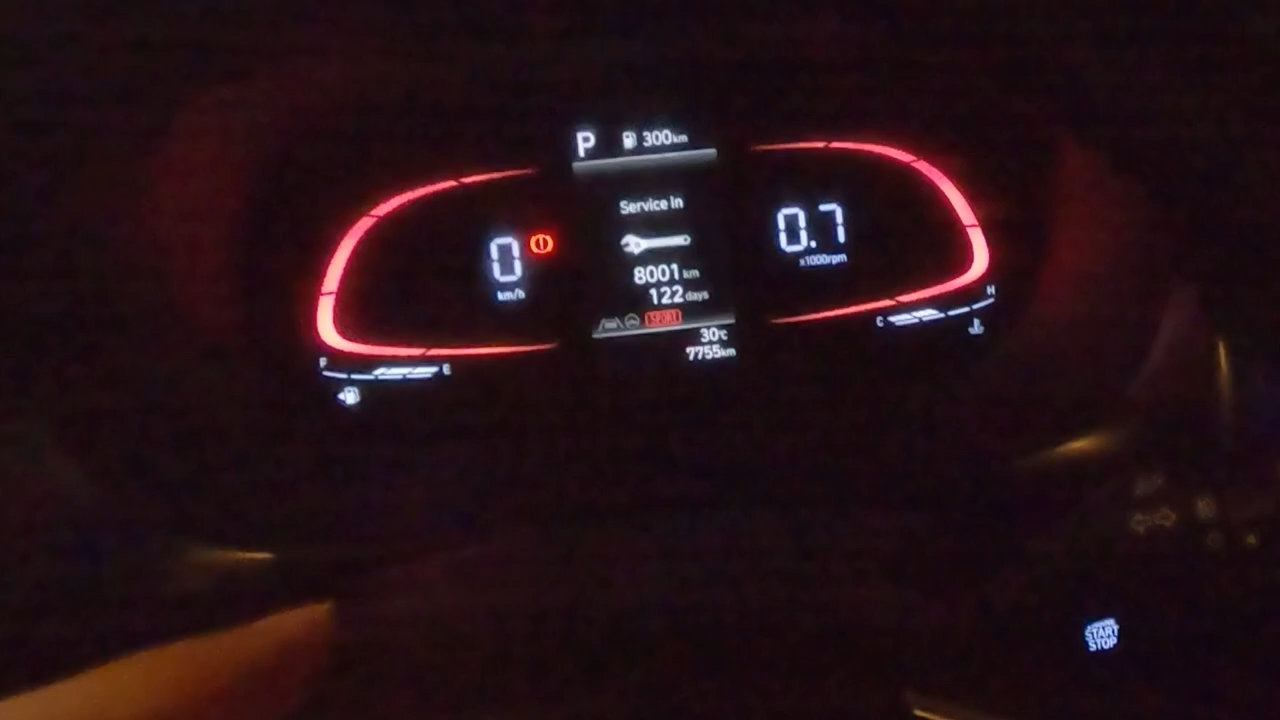 P 300km
Service in
0
km/h
0.7
x1000rpm
8001 km
122 days
SPORT
30℃
7755km
F E
C H
START
STOP